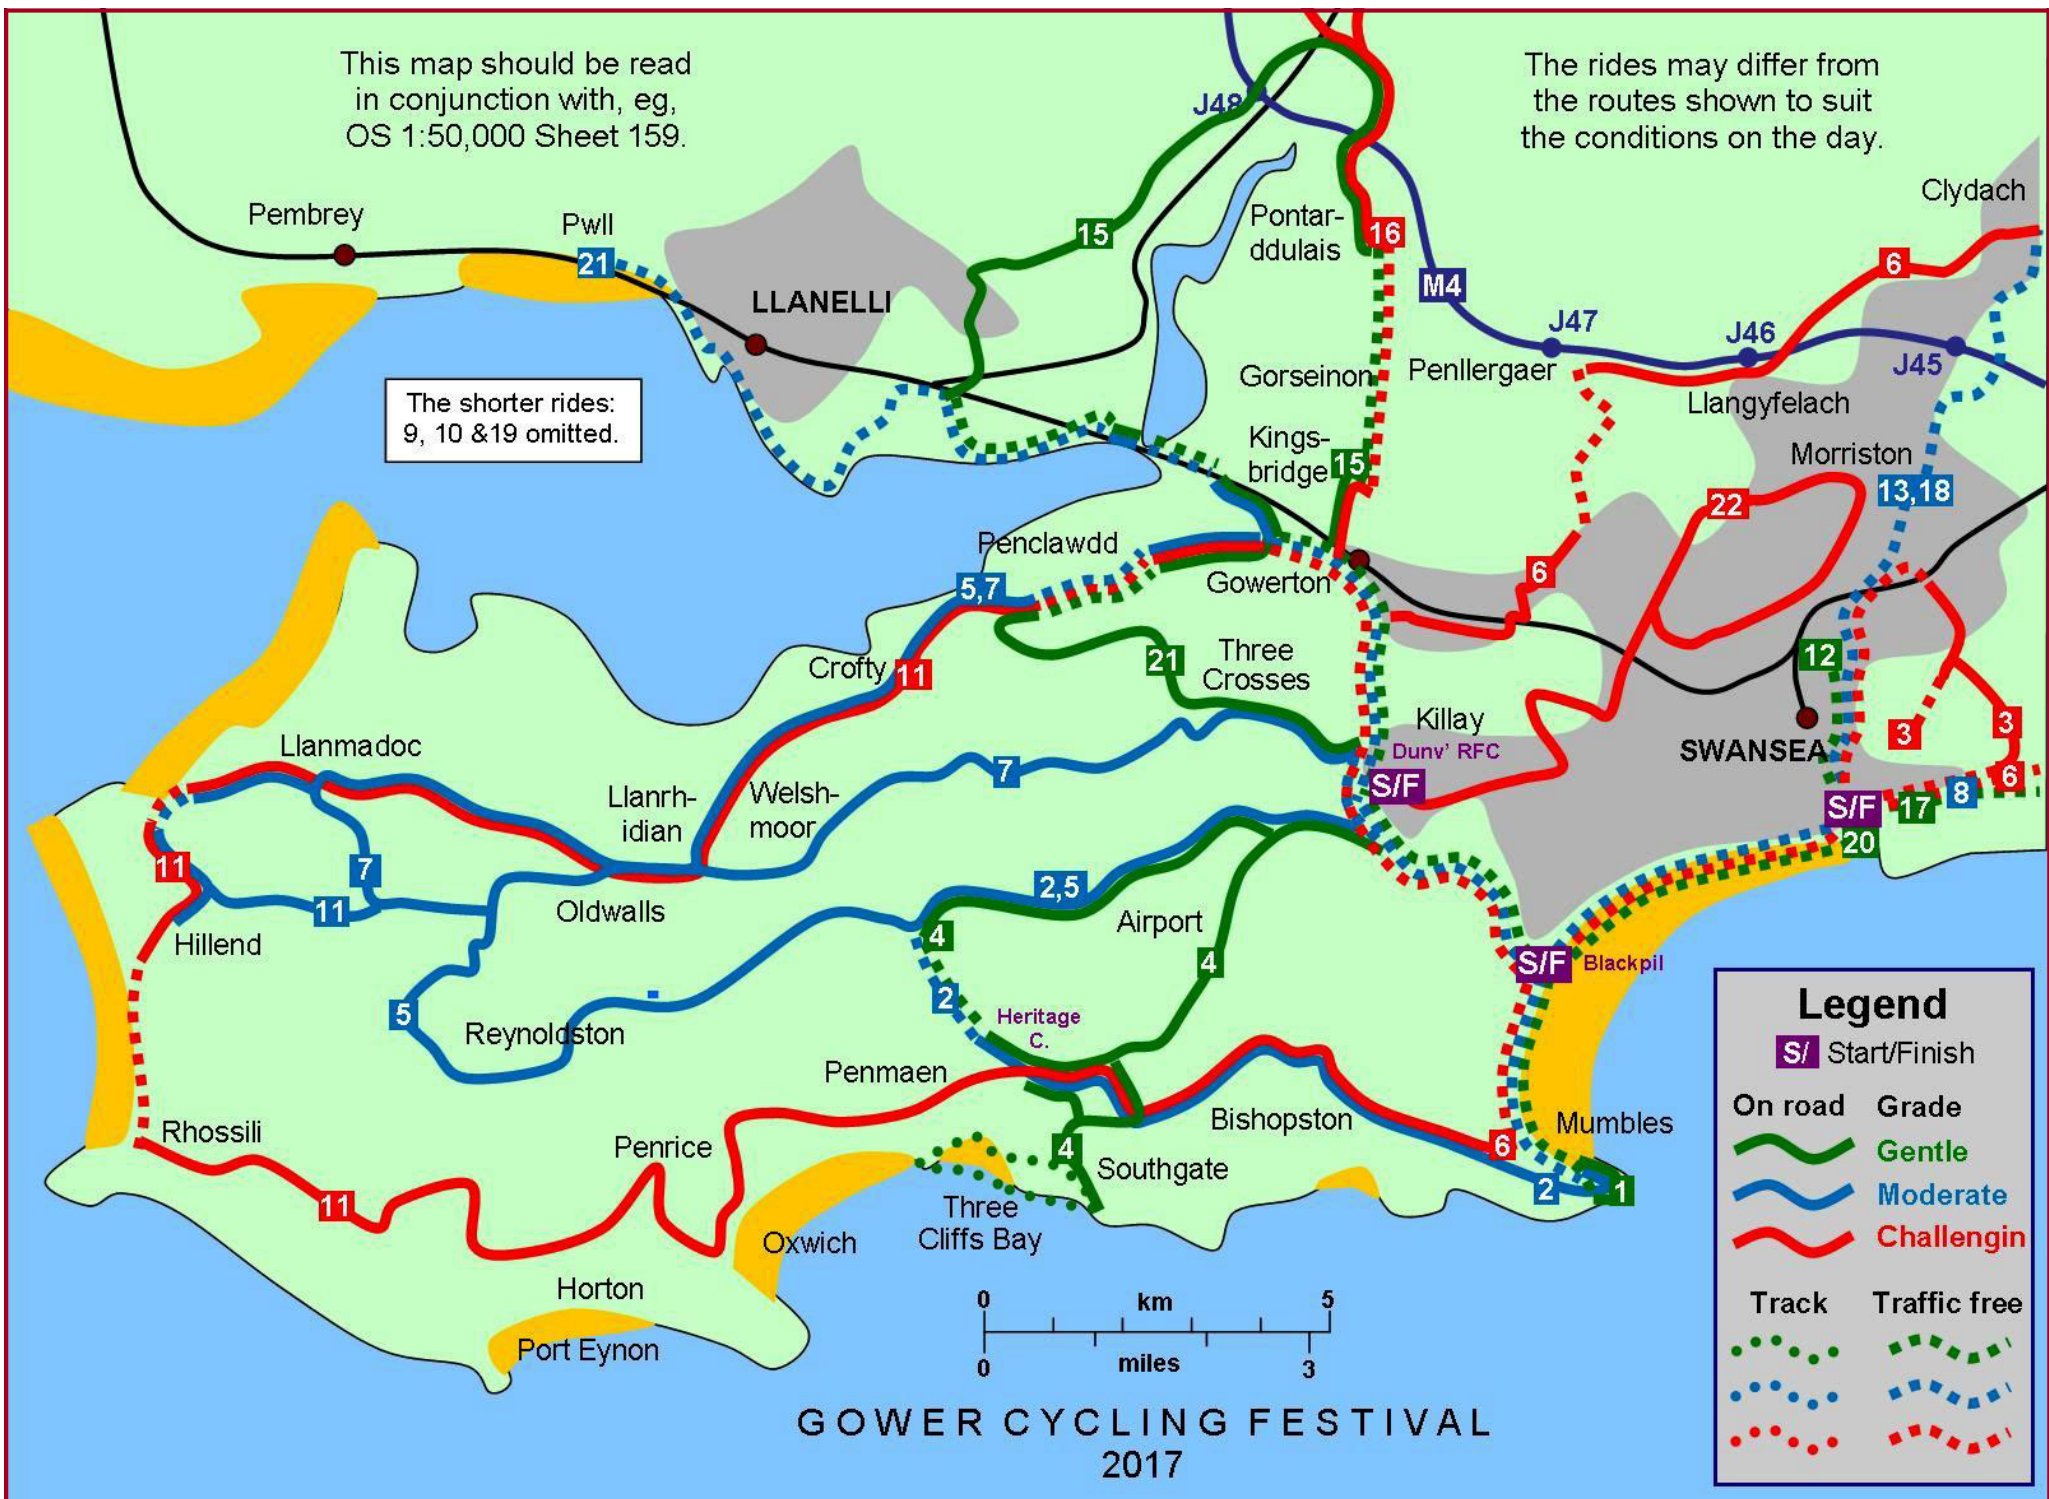 This map should be read
in conjunction with, eg,
OS 1:50,000 Sheet 159.
The rides may differ from
the routes shown to suit
the conditions on the day.
J48
Clydach
Pembrey
Pwll
21
15
Pontar-
ddulais
16
6
M4
LLANELLI
J47
J46
J45
The shorter rides:
9, 10 &19 omitted.
Gorseinon
Penllergaer
Llangyfelach
Kings-
bridge
15
Morriston
13,18
22
Penclawdd
5,7
Gowerton
6
Crofty
11
21
Three
Crosses
12
Killay
Dunv' RFC
S/F
SWANSEA
3
3
6
8
17
S/F
20
Llanmadoc
Llanrh-
idian
Welsh-
moor
7
11
7
11
Oldwalls
2,5
Airport
4
4
Hillend
S/F
Blackpil
5
2
Reynoldston
Heritage
C.
Penmaen
Bishopston
Mumbles
6
Rhossili
Penrice
4
Southgate
2
1
11
Three
Cliffs Bay
Oxwich
Horton
Port Eynon
0
km
5
0
miles
3
GOWER CYCLING FESTIVAL
2017
Legend
S/ Start/Finish
On road Grade
Gentle
Moderate
Challengin
Track Traffic free